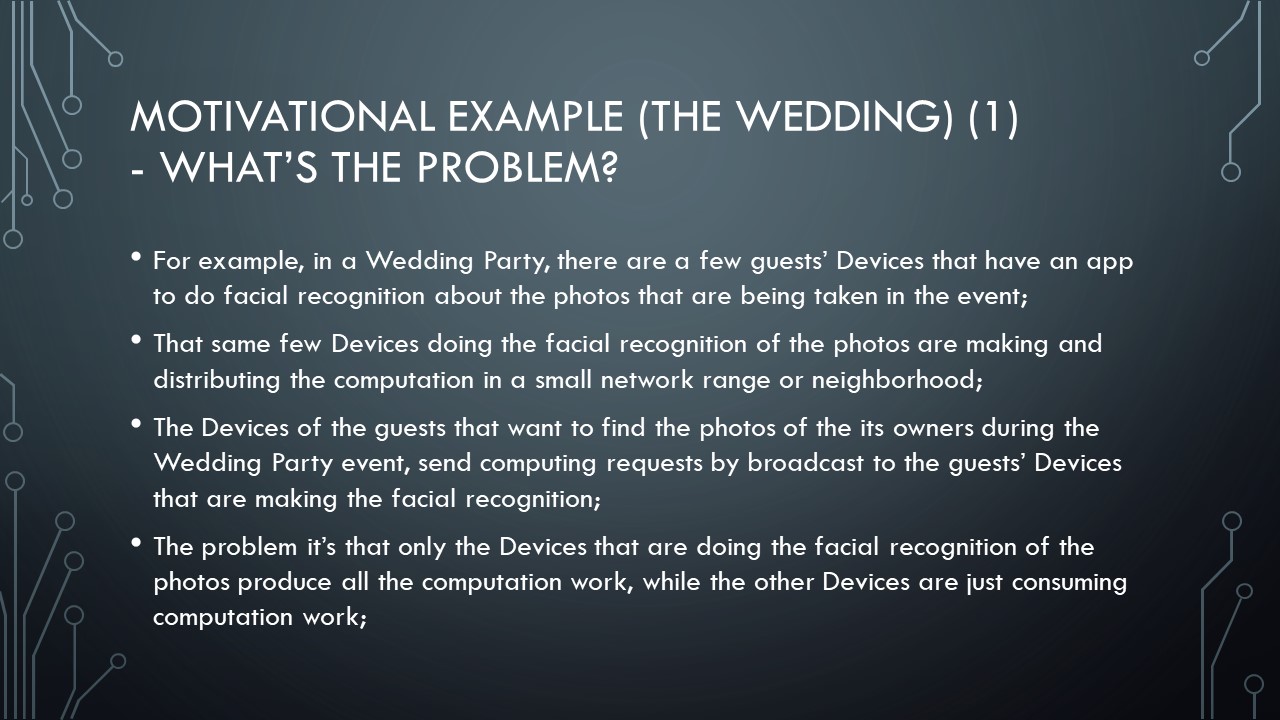 MOTIVATIONAL EXAMPLE (THE WEDDING) (1)
- WHAT’S THE PROBLEM?
• For example, in a Wedding Party, there are a few guests’ Devices that have an app
to do facial recognition about the photos that are being taken in the event;
• That same few Devices doing the facial recognition of the photos are making and
distributing the computation in a small network range or neighborhood;
• The Devices of the guests that want to find the photos of the its owners during the
Wedding Party event, send computing requests by broadcast to the guests’ Devices
that are making the facial recognition;
• The problem it’s that only the Devices that are doing the facial recognition of the
photos produce all the computation work, while the other Devices are just consuming
computation work;